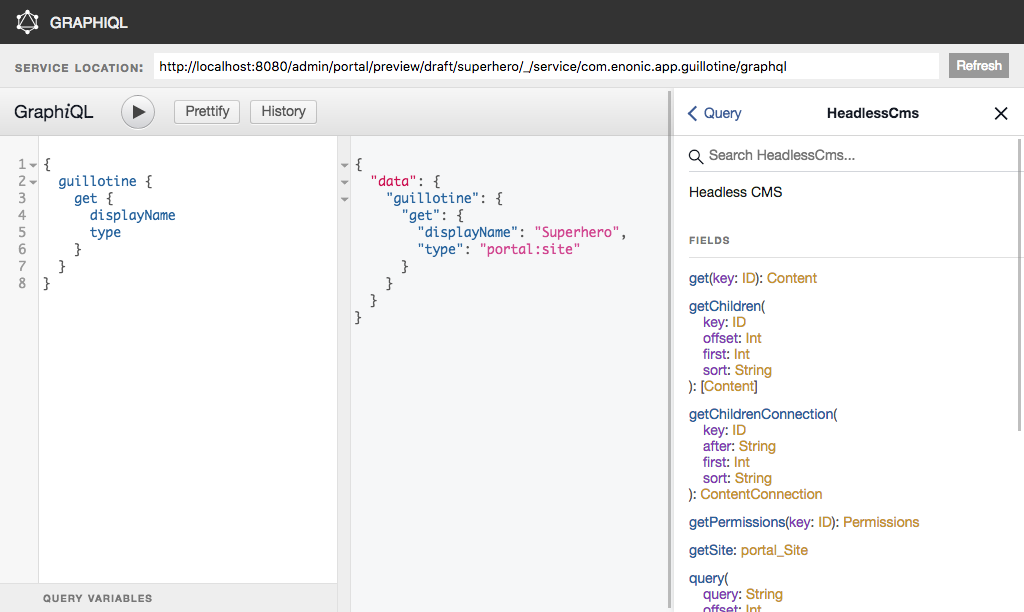 GRAPHIQL
SERVICE LOCATION: http://localhost:8080/admin/portal/preview/draft/superhero/_/service/com.enonic.app.guillotine/graphql Refresh
GraphiQL Prettify History
1 {
2 guillotine {
3 get {
4 displayName
5 type
6 }
7 }
8 }
QUERY VARIABLES
{
"data": {
"guillotine": {
"get": {
"displayName": "Superhero",
"type": "portal:site"
}
}
}
}
Query HeadlessCms
Search HeadlessCms...
Headless CMS
FIELDS
get(key: ID): Content
getChildren(
key: ID
offset: Int
first: Int
sort: String
): [Content]
getChildrenConnection(
key: ID
after: String
first: Int
sort: String
): ContentConnection
getPermissions(key: ID): Permissions
getSite: portal_Site
query(
query: String
offset: Int